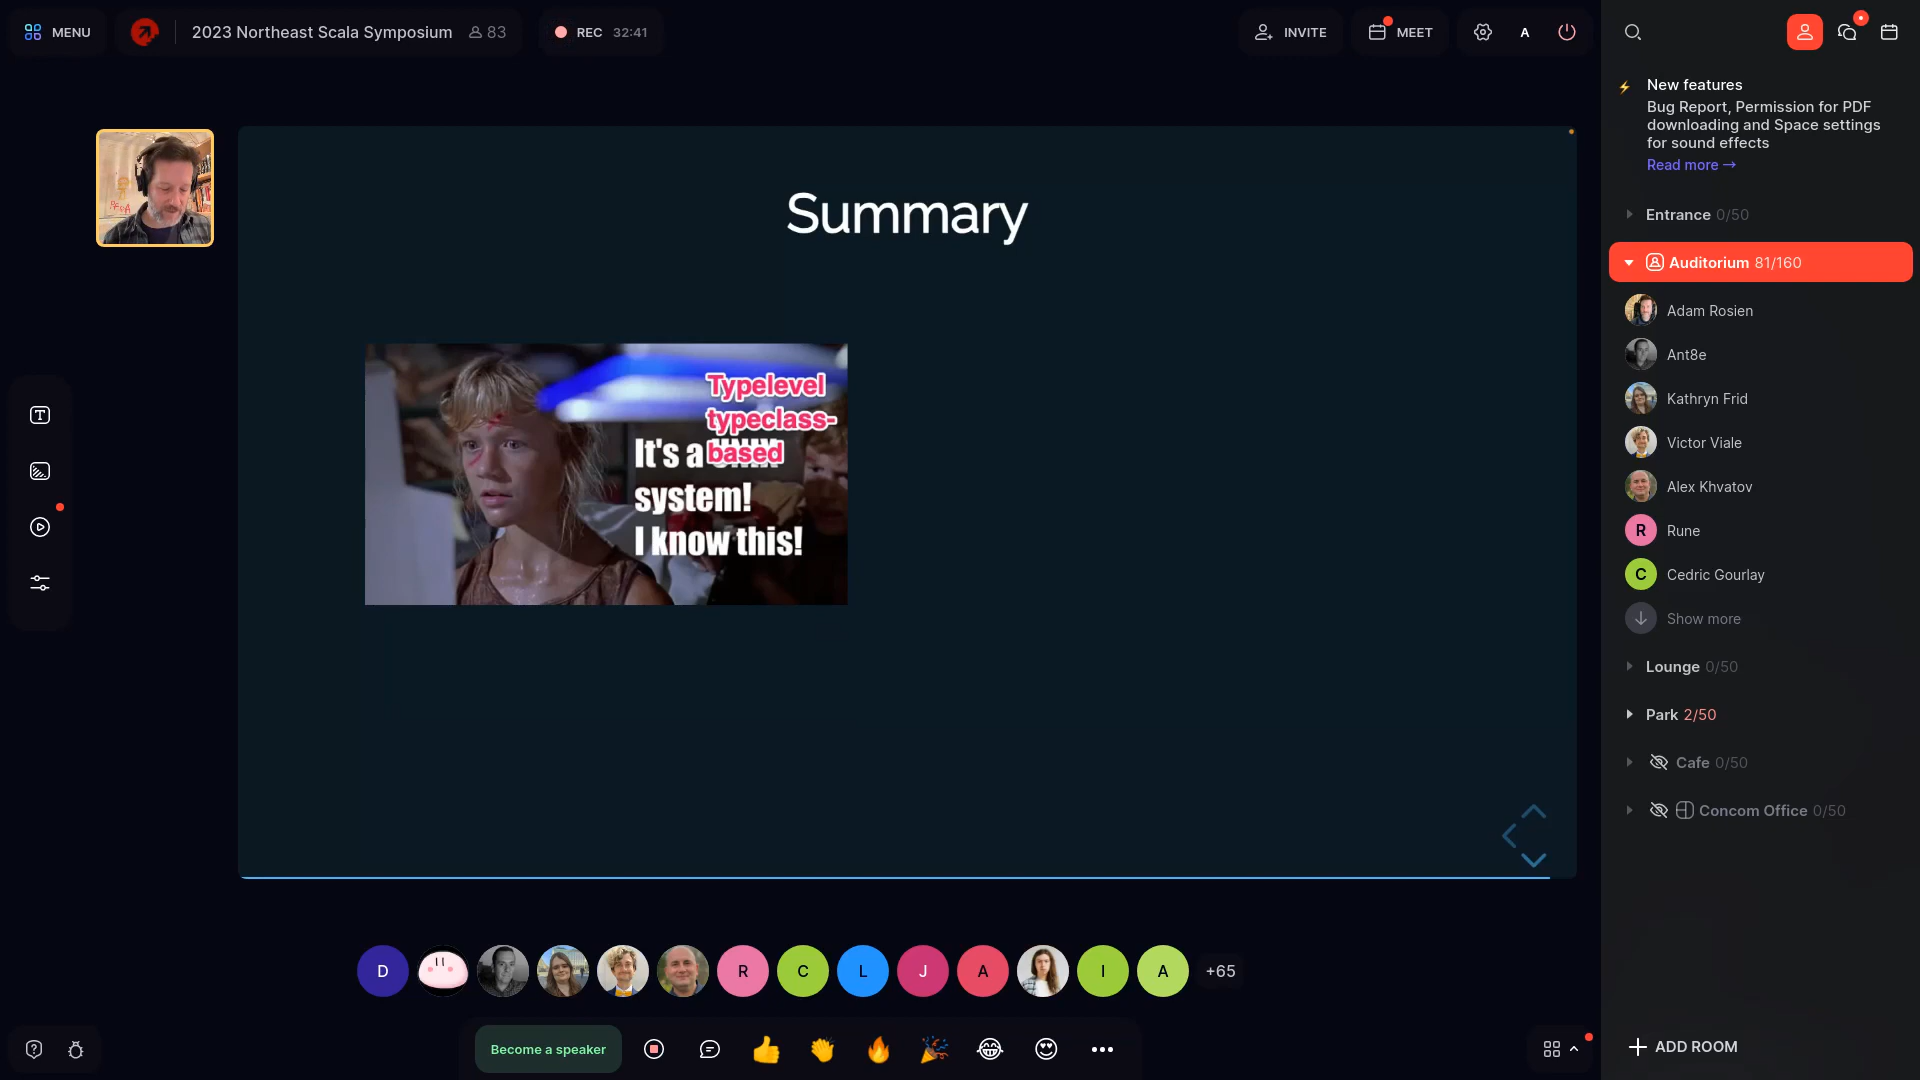 MENU
2023 Northeast Scala Symposium
83
REC 32:41
INVITE
MEET
A
New features
Bug Report, Permission for PDF
downloading and Space settings
for sound effects
Read more →
Entrance 0/50
Auditorium 81/160
Adam Rosien
Ant8e
Kathryn Frid
Victor Viale
Alex Khvatov
R
Rune
C
Cedric Gourlay
Show more
Lounge 0/50
Park 2/50
Cafe 0/50
Concom Office 0/50
ADD ROOM
Summary
Typelevel
typeclass-
based
It's a
system!
I know this!
D
R
C
L
J
A
I
A
+65
Become a speaker